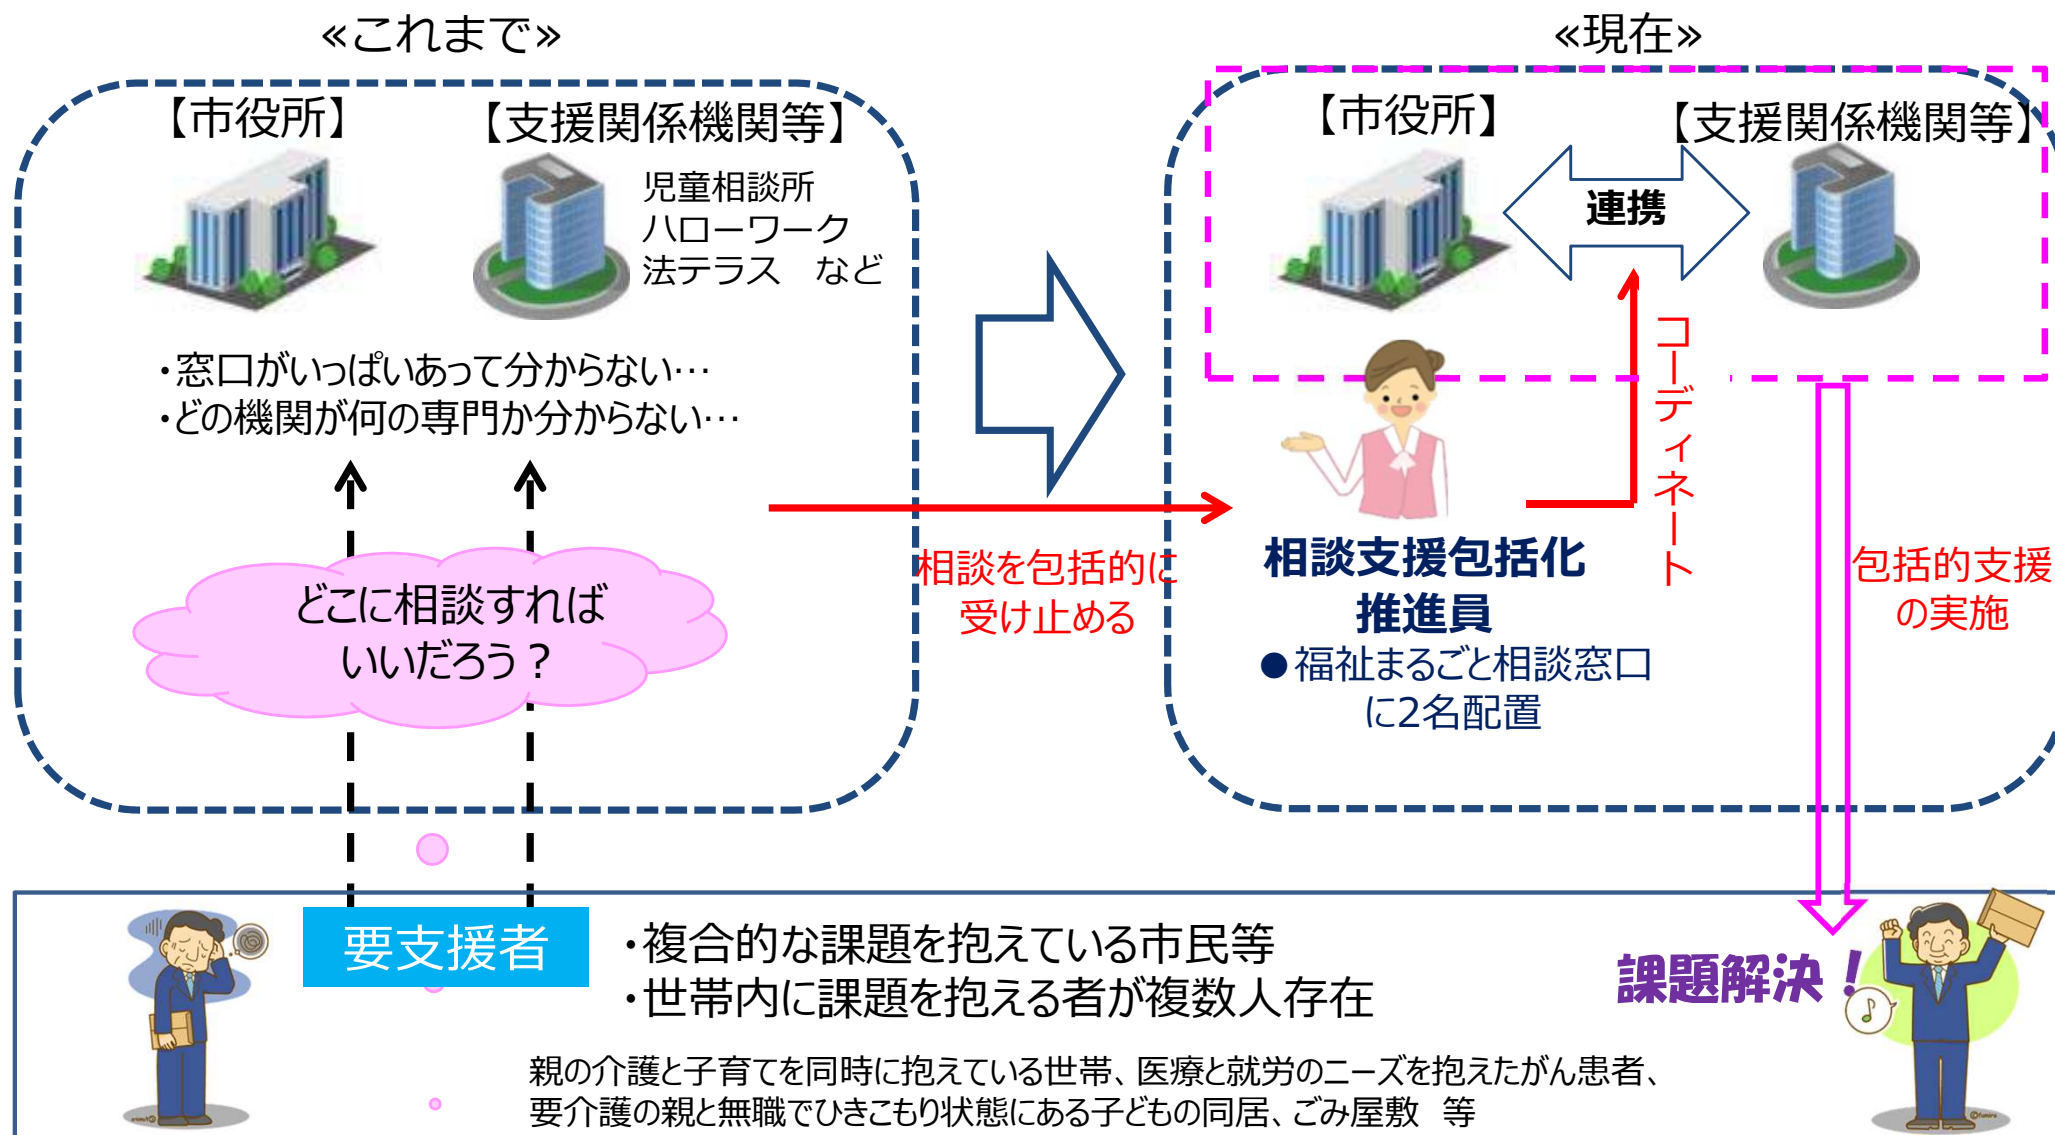 ≪これまで≫
【市役所】
【支援関係機関等】
児童相談所
ハローワーク
法テラス　など
・窓口がいっぱいあって分からない…
・どの機関が何の専門か分からない…
どこに相談すれば
いいだろう？
相談を包括的に
受け止める
≪現在≫
【市役所】
【支援関係機関等】
連携
コーディネート
相談支援包括化
推進員
●福祉まるごと相談窓口
に2名配置
包括的支援
の実施
要支援者
・複合的な課題を抱えている市民等
・世帯内に課題を抱える者が複数人存在
課題解決！
親の介護と子育てを同時に抱えている世帯、医療と就労のニーズを抱えたがん患者、
要介護の親と無職でひきこもり状態にある子どもの同居、ごみ屋敷　等